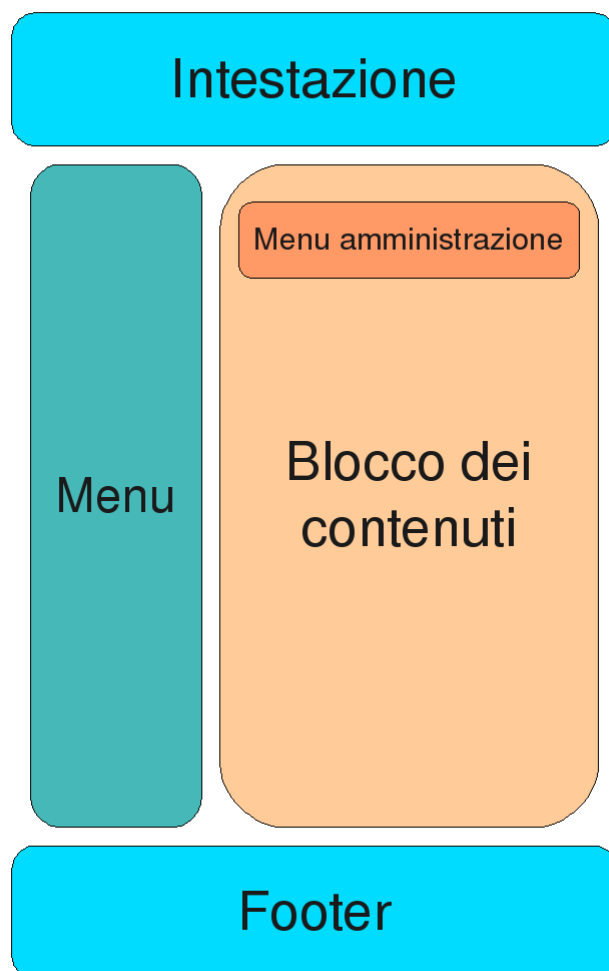 Intestazione
Menu amministrazione
Menu
Blocco dei
contenuti
Footer